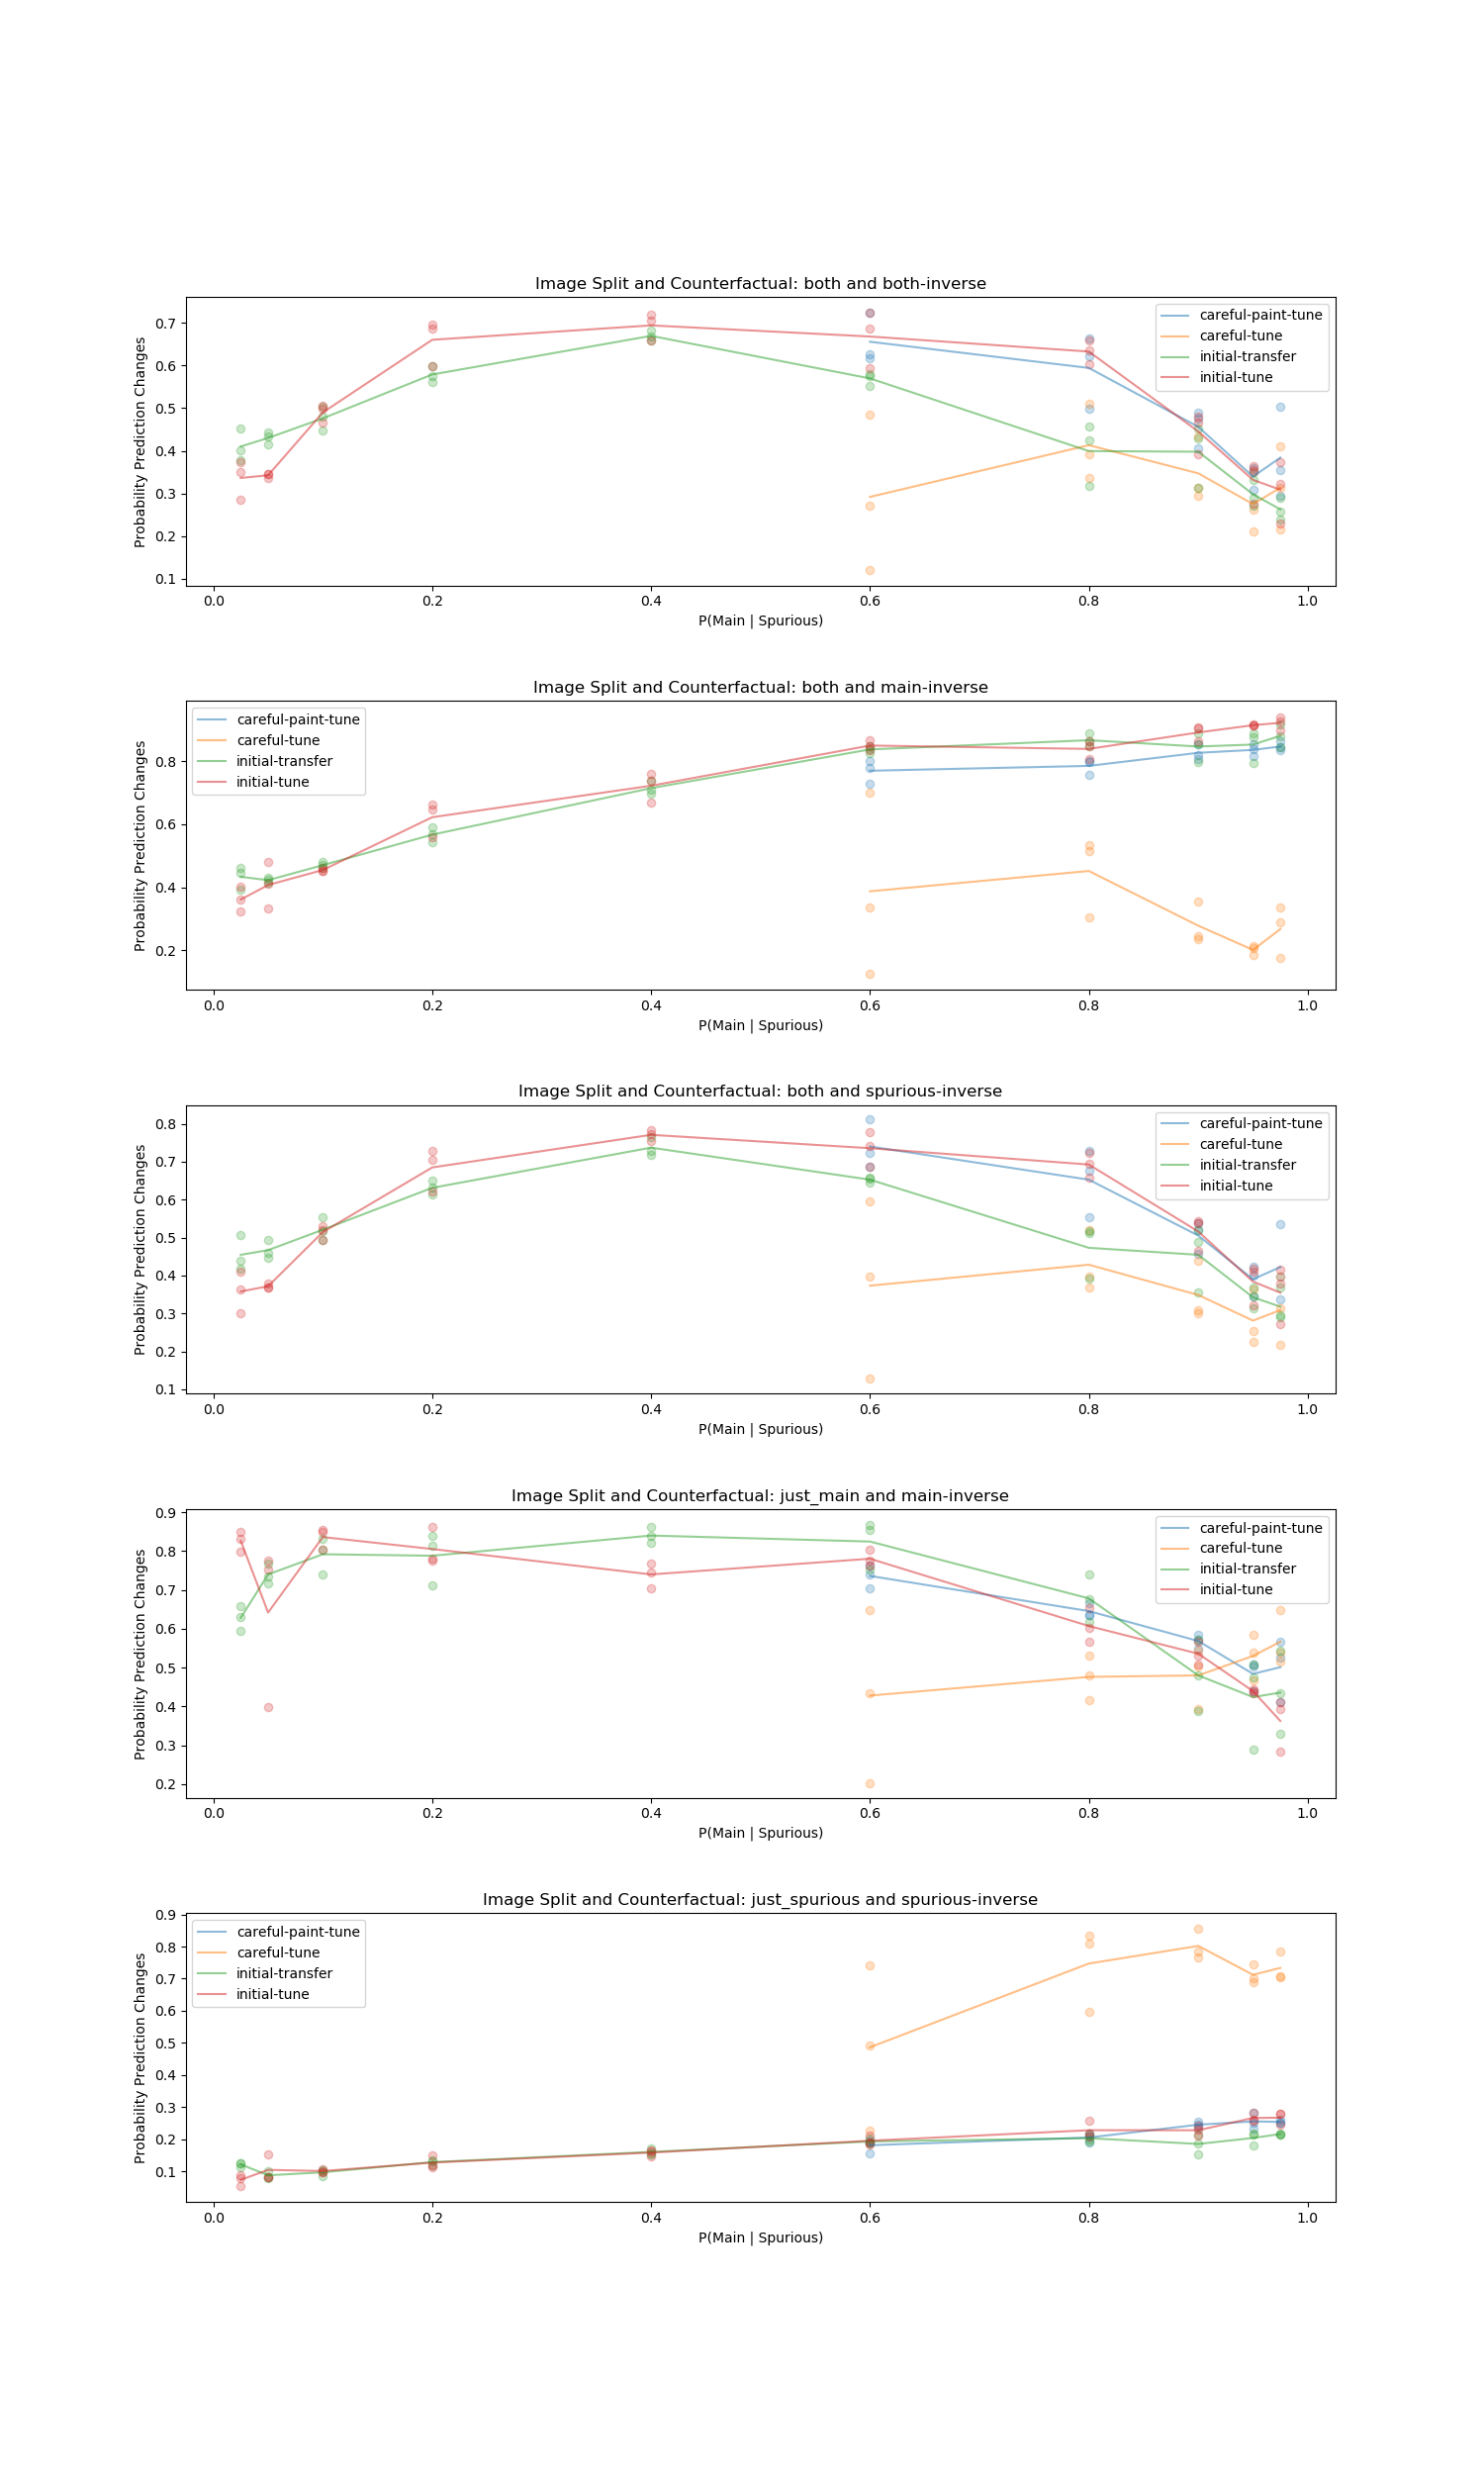 Image Split and Counterfactual: both and both-inverse
Probability Prediction Changes
0.7
0.6
0.5
0.4
0.3
0.2
0.1
careful-paint-tune
careful-tune
initial-transfer
initial-tune
0.0 0.2 0.4 0.6 0.8 1.0
P(Main | Spurious)
Image Split and Counterfactual: both and main-inverse
Probability Prediction Changes
0.8
0.6
0.4
0.2
careful-paint-tune
careful-tune
initial-transfer
initial-tune
0.0 0.2 0.4 0.6 0.8 1.0
P(Main | Spurious)
Image Split and Counterfactual: both and spurious-inverse
Probability Prediction Changes
0.8
0.7
0.6
0.5
0.4
0.3
0.2
0.1
careful-paint-tune
careful-tune
initial-transfer
initial-tune
0.0 0.2 0.4 0.6 0.8 1.0
P(Main | Spurious)
Image Split and Counterfactual: just_main and main-inverse
Probability Prediction Changes
0.9
0.8
0.7
0.6
0.5
0.4
0.3
0.2
careful-paint-tune
careful-tune
initial-transfer
initial-tune
0.0 0.2 0.4 0.6 0.8 1.0
P(Main | Spurious)
Image Split and Counterfactual: just_spurious and spurious-inverse
Probability Prediction Changes
0.9
0.8
0.7
0.6
0.5
0.4
0.3
0.2
0.1
careful-paint-tune
careful-tune
initial-transfer
initial-tune
0.0 0.2 0.4 0.6 0.8 1.0
P(Main | Spurious)